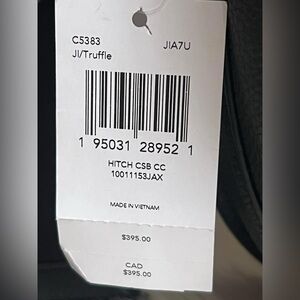 C5383 JIA7U
JI/Truffle
1 95031 28952 1
HITCH CSB CC
10011153JAX
MADE IN VIETNAM
$395.00
CAD
$395.00